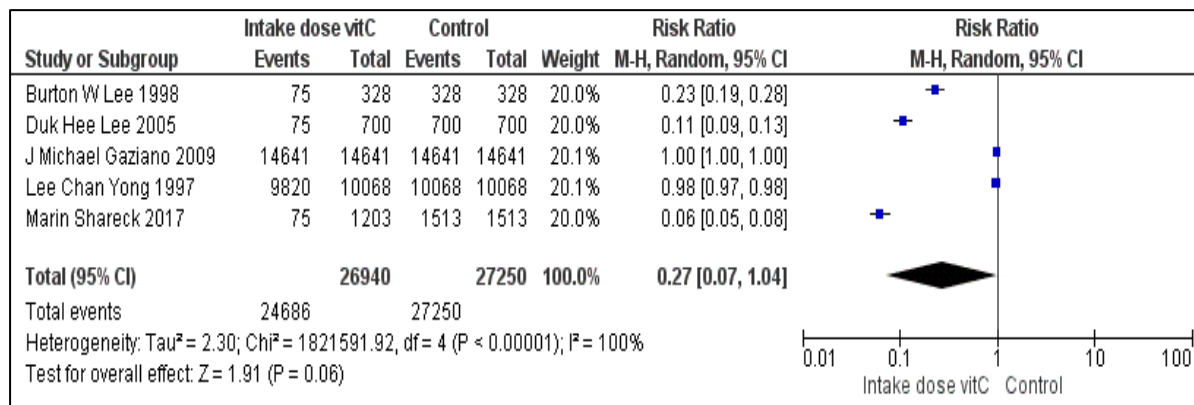 Intake dose vitC Control Risk Ratio Risk Ratio
Study or Subgroup Events Total Events Total Weight M-H, Random, 95% CI M-H, Random, 95% CI
Burton W Lee 1998 75 328 328 328 20.0% 0.23 [0.19, 0.28]
Duk Hee Lee 2005 75 700 700 700 20.0% 0.11 [0.09, 0.13]
J Michael Gaziano 2009 14641 14641 14641 14641 20.1% 1.00 [1.00, 1.00]
Lee Chan Yong 1997 9820 10068 10068 10068 20.1% 0.98 [0.97, 0.98]
Marin Shareck 2017 75 1203 1513 1513 20.0% 0.06 [0.05, 0.08]
Total (95% CI) 26940 27250 100.0% 0.27 [0.07, 1.04]
Total events 24686 27250
Heterogeneity: Tau² = 2.30; Chi² = 1821591.92, df = 4 (P < 0.00001); I² = 100%
Test for overall effect: Z = 1.91 (P = 0.06)
0.01 0.1 1 10 100
Intake dose vitC Control